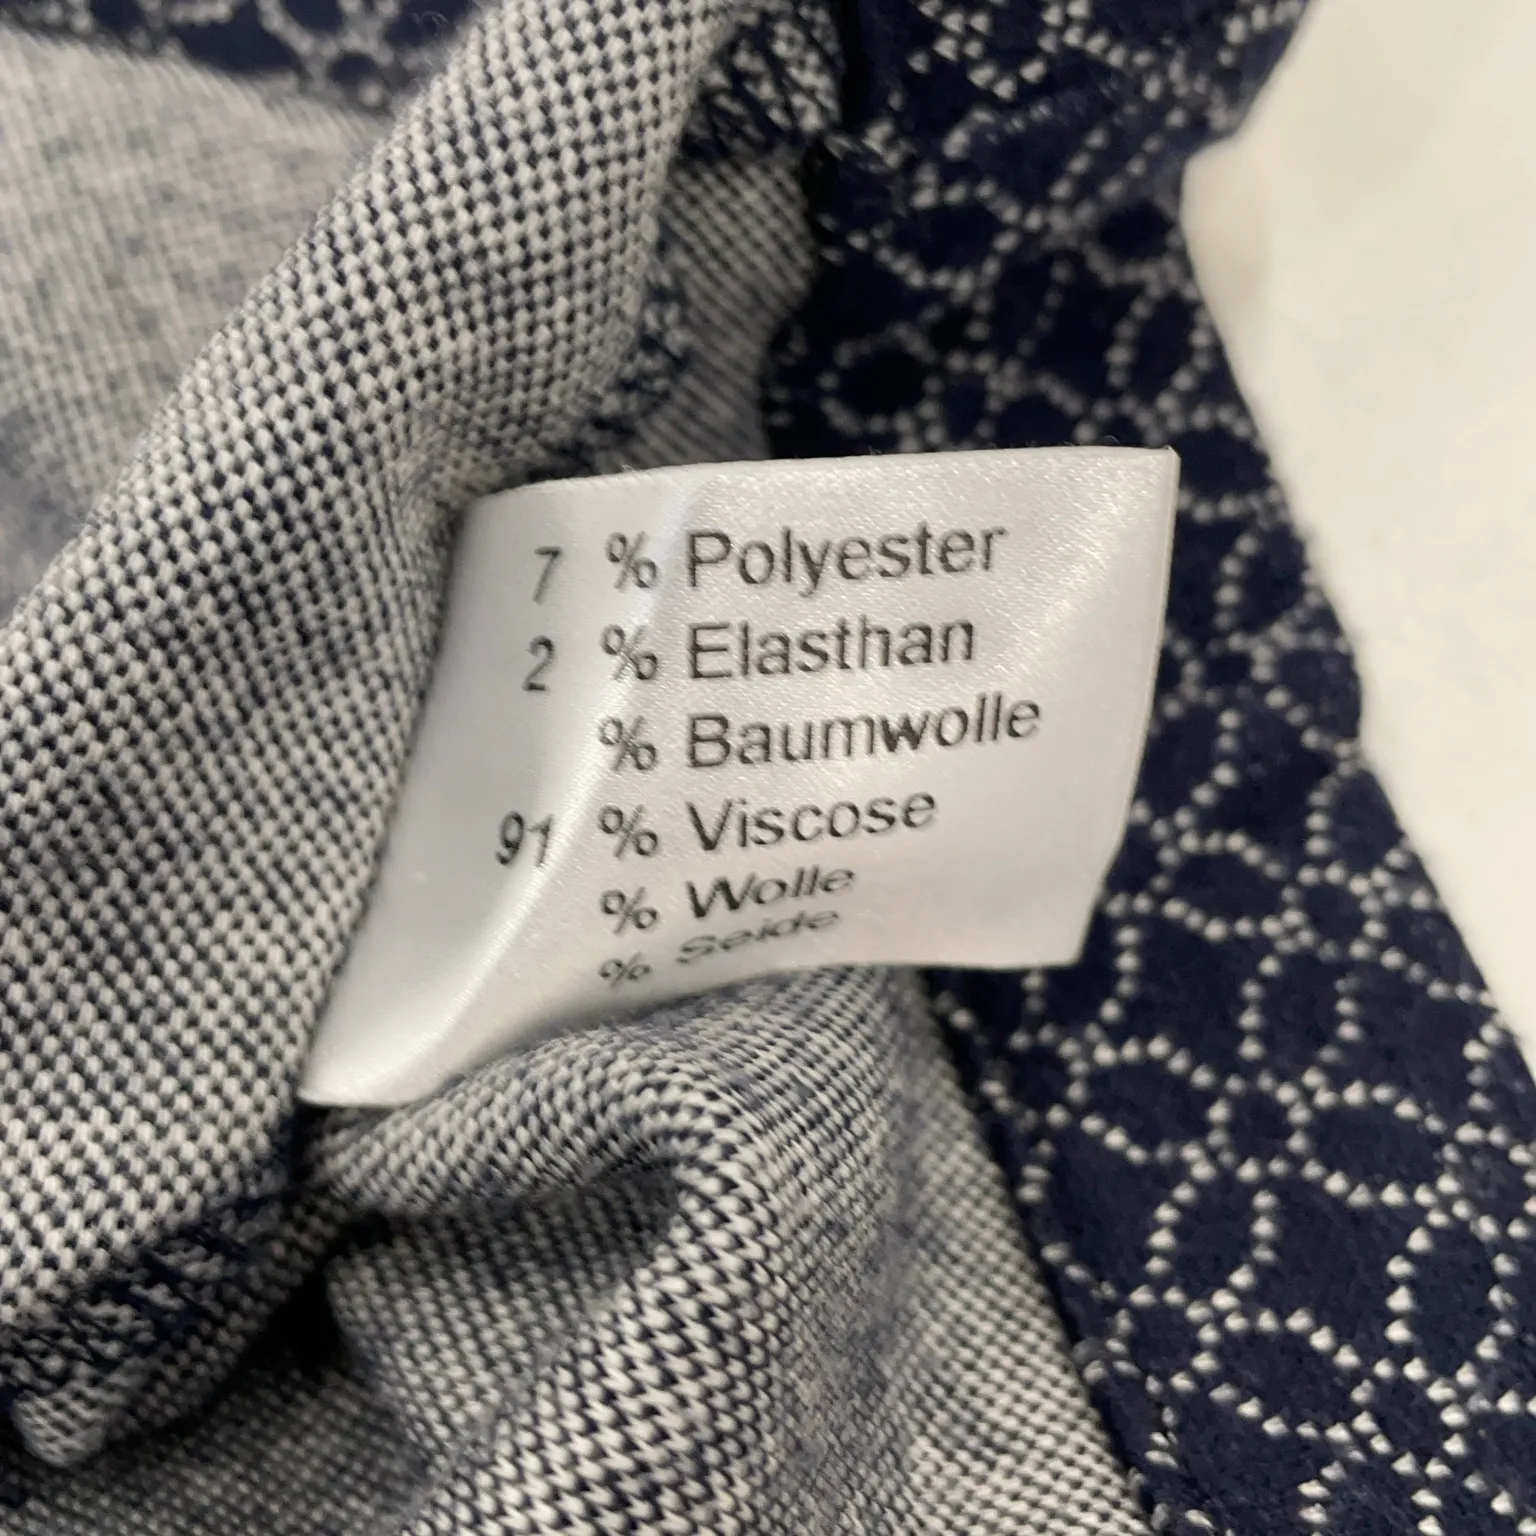 7 % Polyester
2 % Elasthan
% Baumwolle
91 % Viscose
% Wolle
% Seide